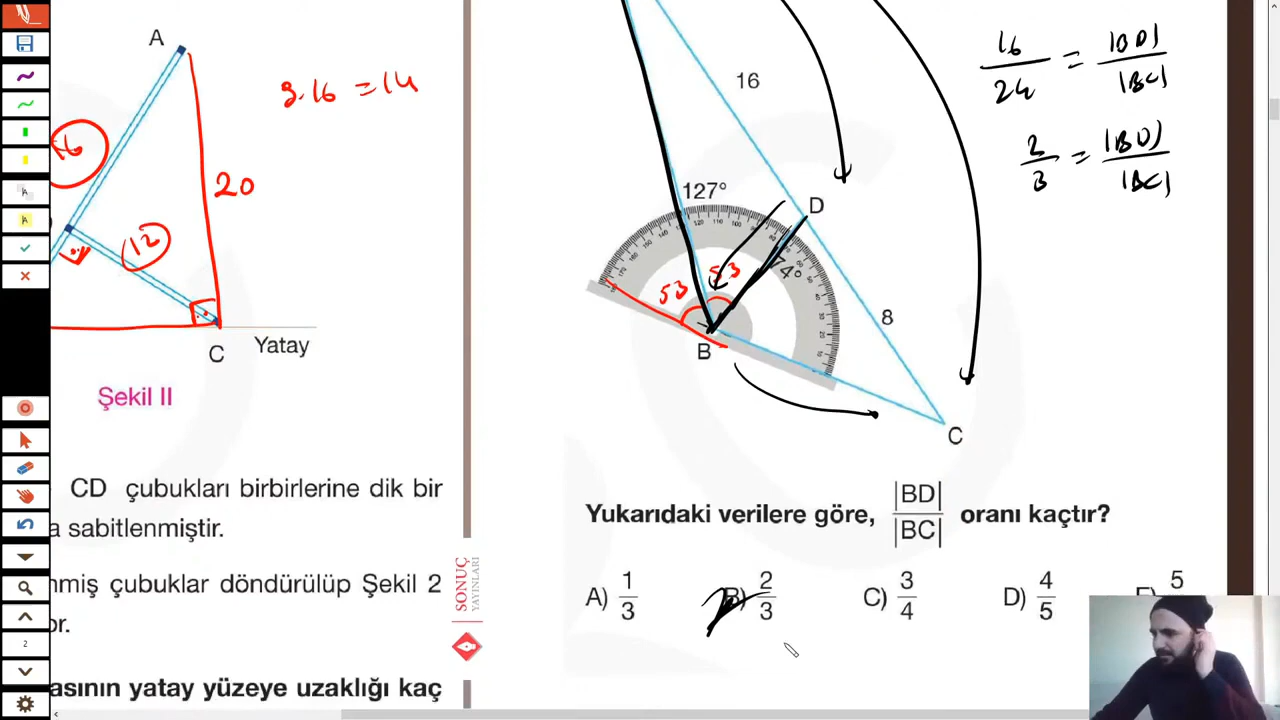 A
16
20
12
3.16 = 14
C
Yatay
Şekil II
CD çubukları birbirlerine dik bir
a sabitlenmiştir.
nmiş çubuklar döndürülüp Şekil 2
or.
asının yatay yüzeye uzaklığı kaç
SONUÇ
YAYINLARI
2
16
127°
D
74°
53
53
8
B
C
16/24 = |BD|/|BC|
2/3 = |BD|/|BC|
Yukarıdaki verilere göre, |BD|/|BC| oranı kaçtır?
A) 1/3 B) 2/3 C) 3/4 D) 4/5 E) 5